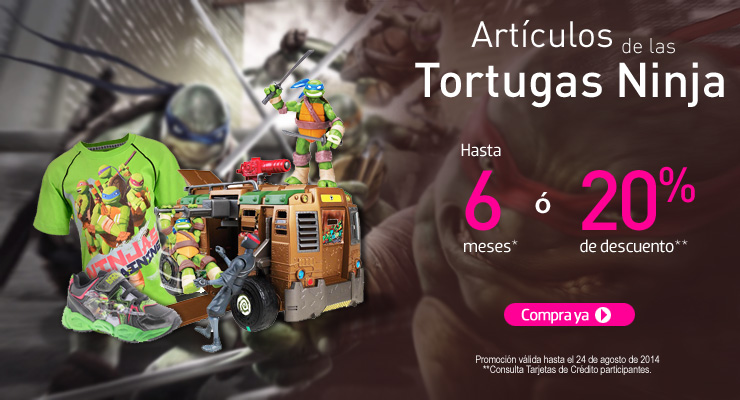 Artículos de las
Tortugas Ninja
Hasta
6 ó 20%
meses* de descuento**
Compra ya
Promoción válida hasta el 24 de agosto de 2014
**Consulta Tarjetas de Crédito participantes.
NINJAS